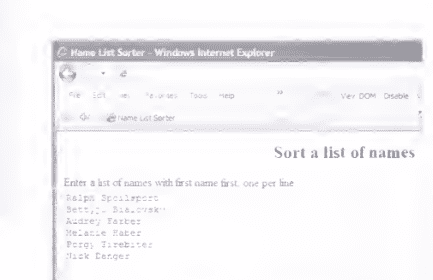 Name List Sorter - Windows Internet Explorer
File Edit Favorites Tools Help » View DOM Disable
Name List Sorter
Sort a list of names
Enter a list of names with first name first, one per line
Ralph Spoilsport
Audrey Farber
Melanie Haber
Porgy Tirebiter
Nick Danger